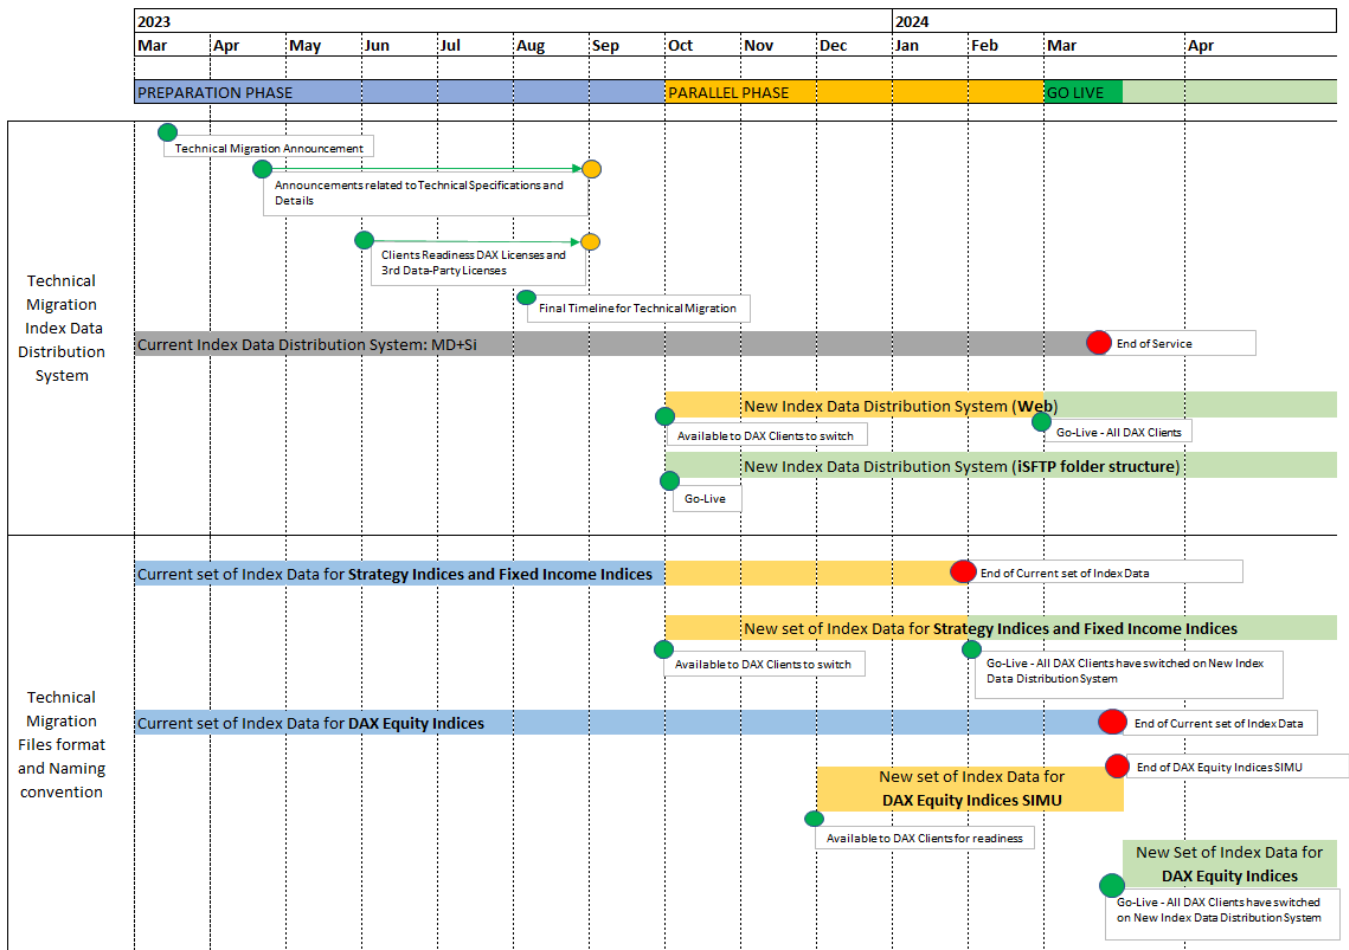 2023
2024
Mar
Apr
May
Jun
Jul
Aug
Sep
Oct
Nov
Dec
Jan
Feb
Mar
Apr
PREPARATION PHASE
PARALLEL PHASE
GO LIVE
Technical
Migration
Index Data
Distribution
System
Technical Migration Announcement
Announcements related to Technical Specifications and
Details
Clients Readiness DAX Licenses and
3rd Data-Party Licenses
Final Timeline for Technical Migration
Current Index Data Distribution System: MD+Si
End of Service
New Index Data Distribution System (Web)
Available to DAX Clients to switch
Go-Live - All DAX Clients
New Index Data Distribution System (iSFTP folder structure)
Go-Live
Technical
Migration
Files format
and Naming
convention
Current set of Index Data for Strategy Indices and Fixed Income Indices
End of Current set of Index Data
New set of Index Data for Strategy Indices and Fixed Income Indices
Available to DAX Clients to switch
Go-Live - All DAX Clients have switched on New Index
Data Distribution System
Current set of Index Data for DAX Equity Indices
End of Current set of Index Data
End of DAX Equity Indices SIMU
New set of Index Data for
DAX Equity Indices SIMU
Available to DAX Clients for readiness
New Set of Index Data for
DAX Equity Indices
Go-Live - All DAX Clients have switched
on New Index Data Distribution System